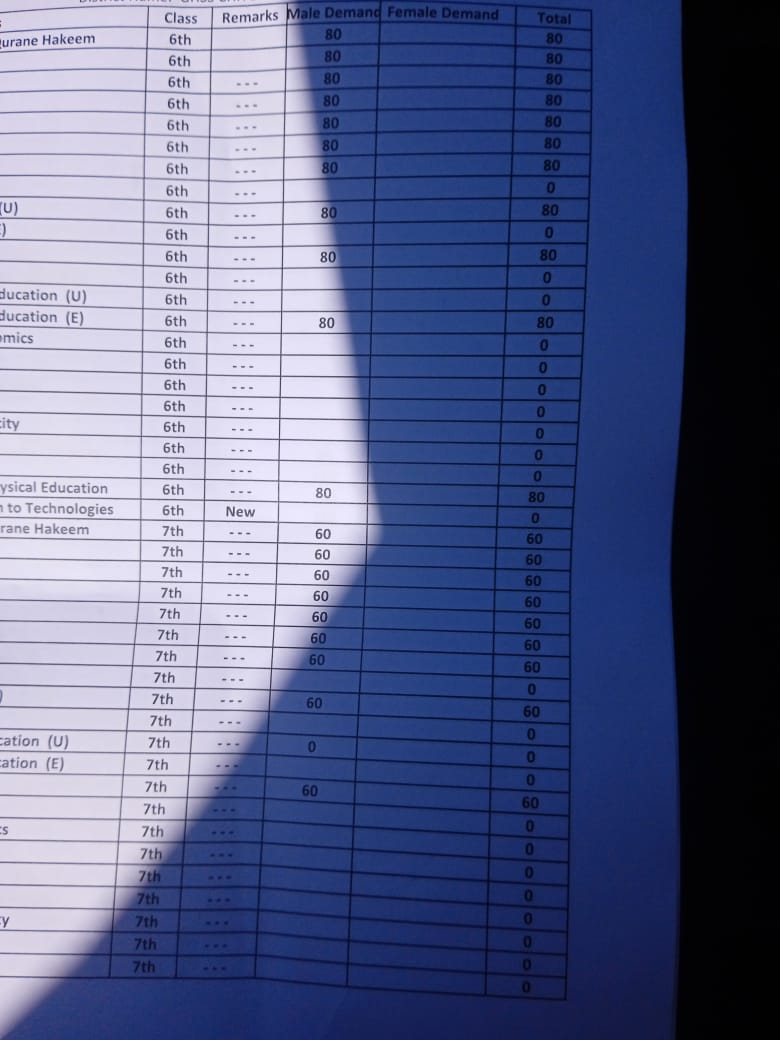 Class Remarks Male Demand Female Demand Total
urane Hakeem 6th 80 80
6th 80 80
6th --- 80 80
6th --- 80 80
6th --- 80 80
6th --- 80 80
6th --- 80 80
6th --- 0
(U) 6th --- 80 80
) 6th --- 0
6th --- 80 80
6th --- 0
ducation (U) 6th --- 0
ducation (E) 6th --- 80 80
omics 6th --- 0
6th --- 0
6th --- 0
6th --- 0
city 6th --- 0
6th --- 0
6th --- 0
ysical Education 6th --- 80 80
n to Technologies 6th New 0
rane Hakeem 7th --- 60 60
7th --- 60 60
7th --- 60 60
7th --- 60 60
7th --- 60 60
7th --- 60 60
7th --- 60 60
7th --- 0
) 7th --- 60 60
7th --- 0
cation (U) 7th --- 0 0
cation (E) 7th --- 0
7th --- 60 60
7th --- 0
cs 7th --- 0
7th --- 0
7th --- 0
7th --- 0
y 7th --- 0
7th --- 0
7th --- 0